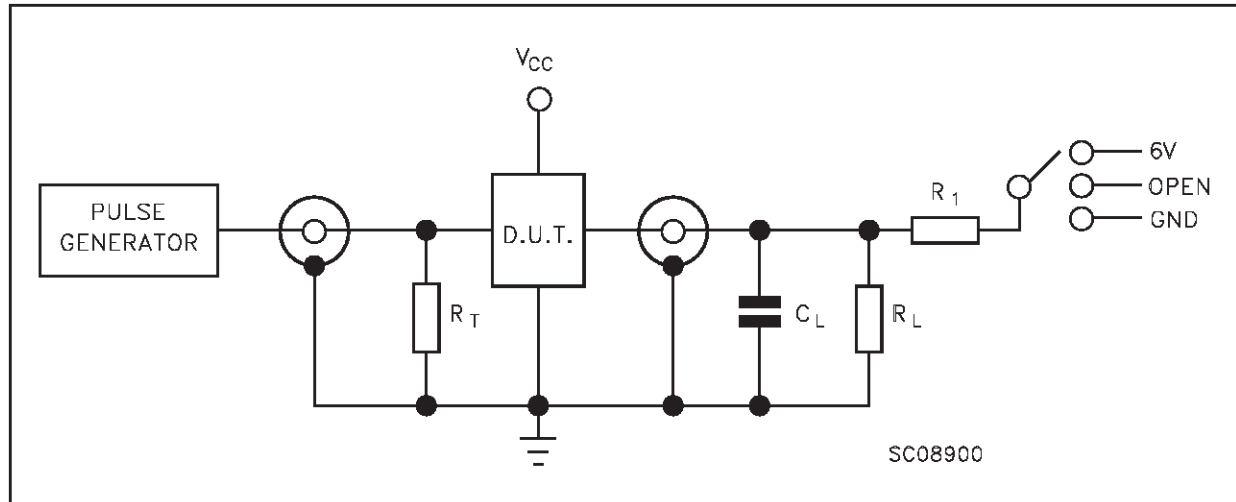 VCC
PULSE
GENERATOR
D.U.T.
RT
CL
RL
R1
6V
OPEN
GND
SC08900